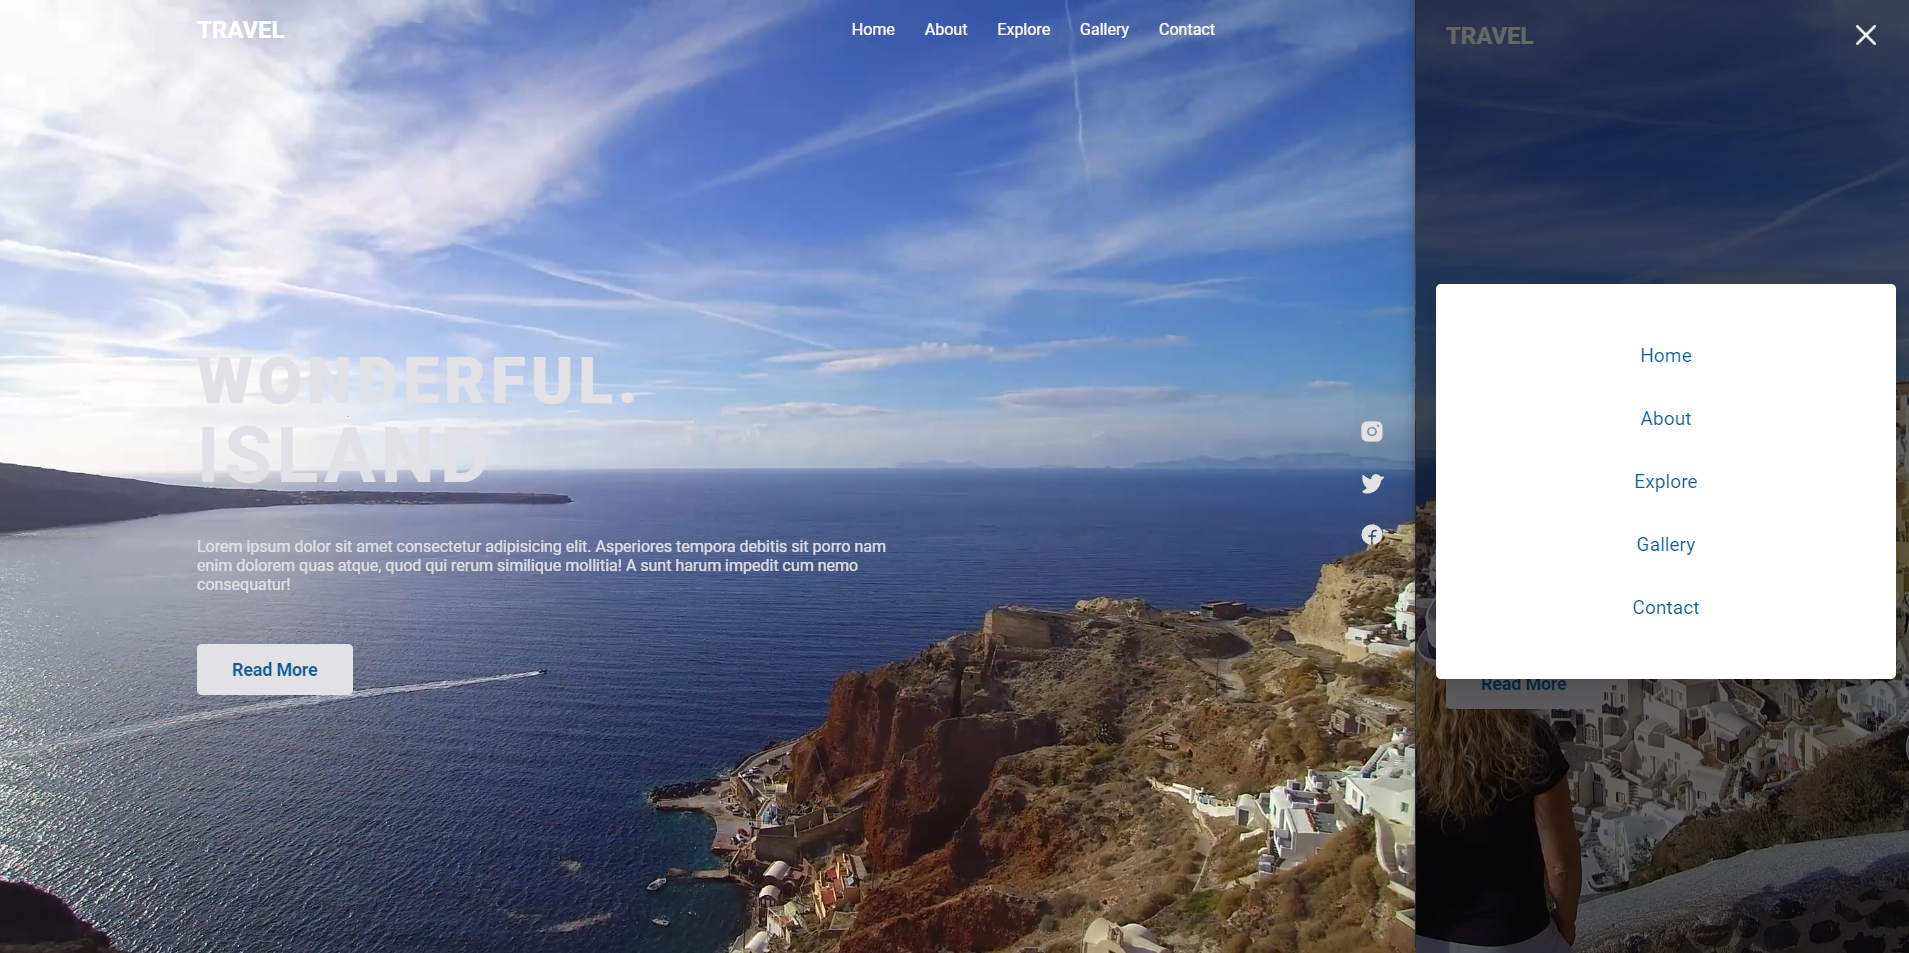 TRAVEL
Home About Explore Gallery Contact
WONDERFUL.
ISLAND
Lorem ipsum dolor sit amet consectetur adipisicing elit. Asperiores tempora debitis sit porro nam
enim dolorem quas atque, quod qui rerum similique mollitia! A sunt harum impedit cum nemo
consequatur!
Read More
TRAVEL
Home
About
Explore
Gallery
Contact
Read More